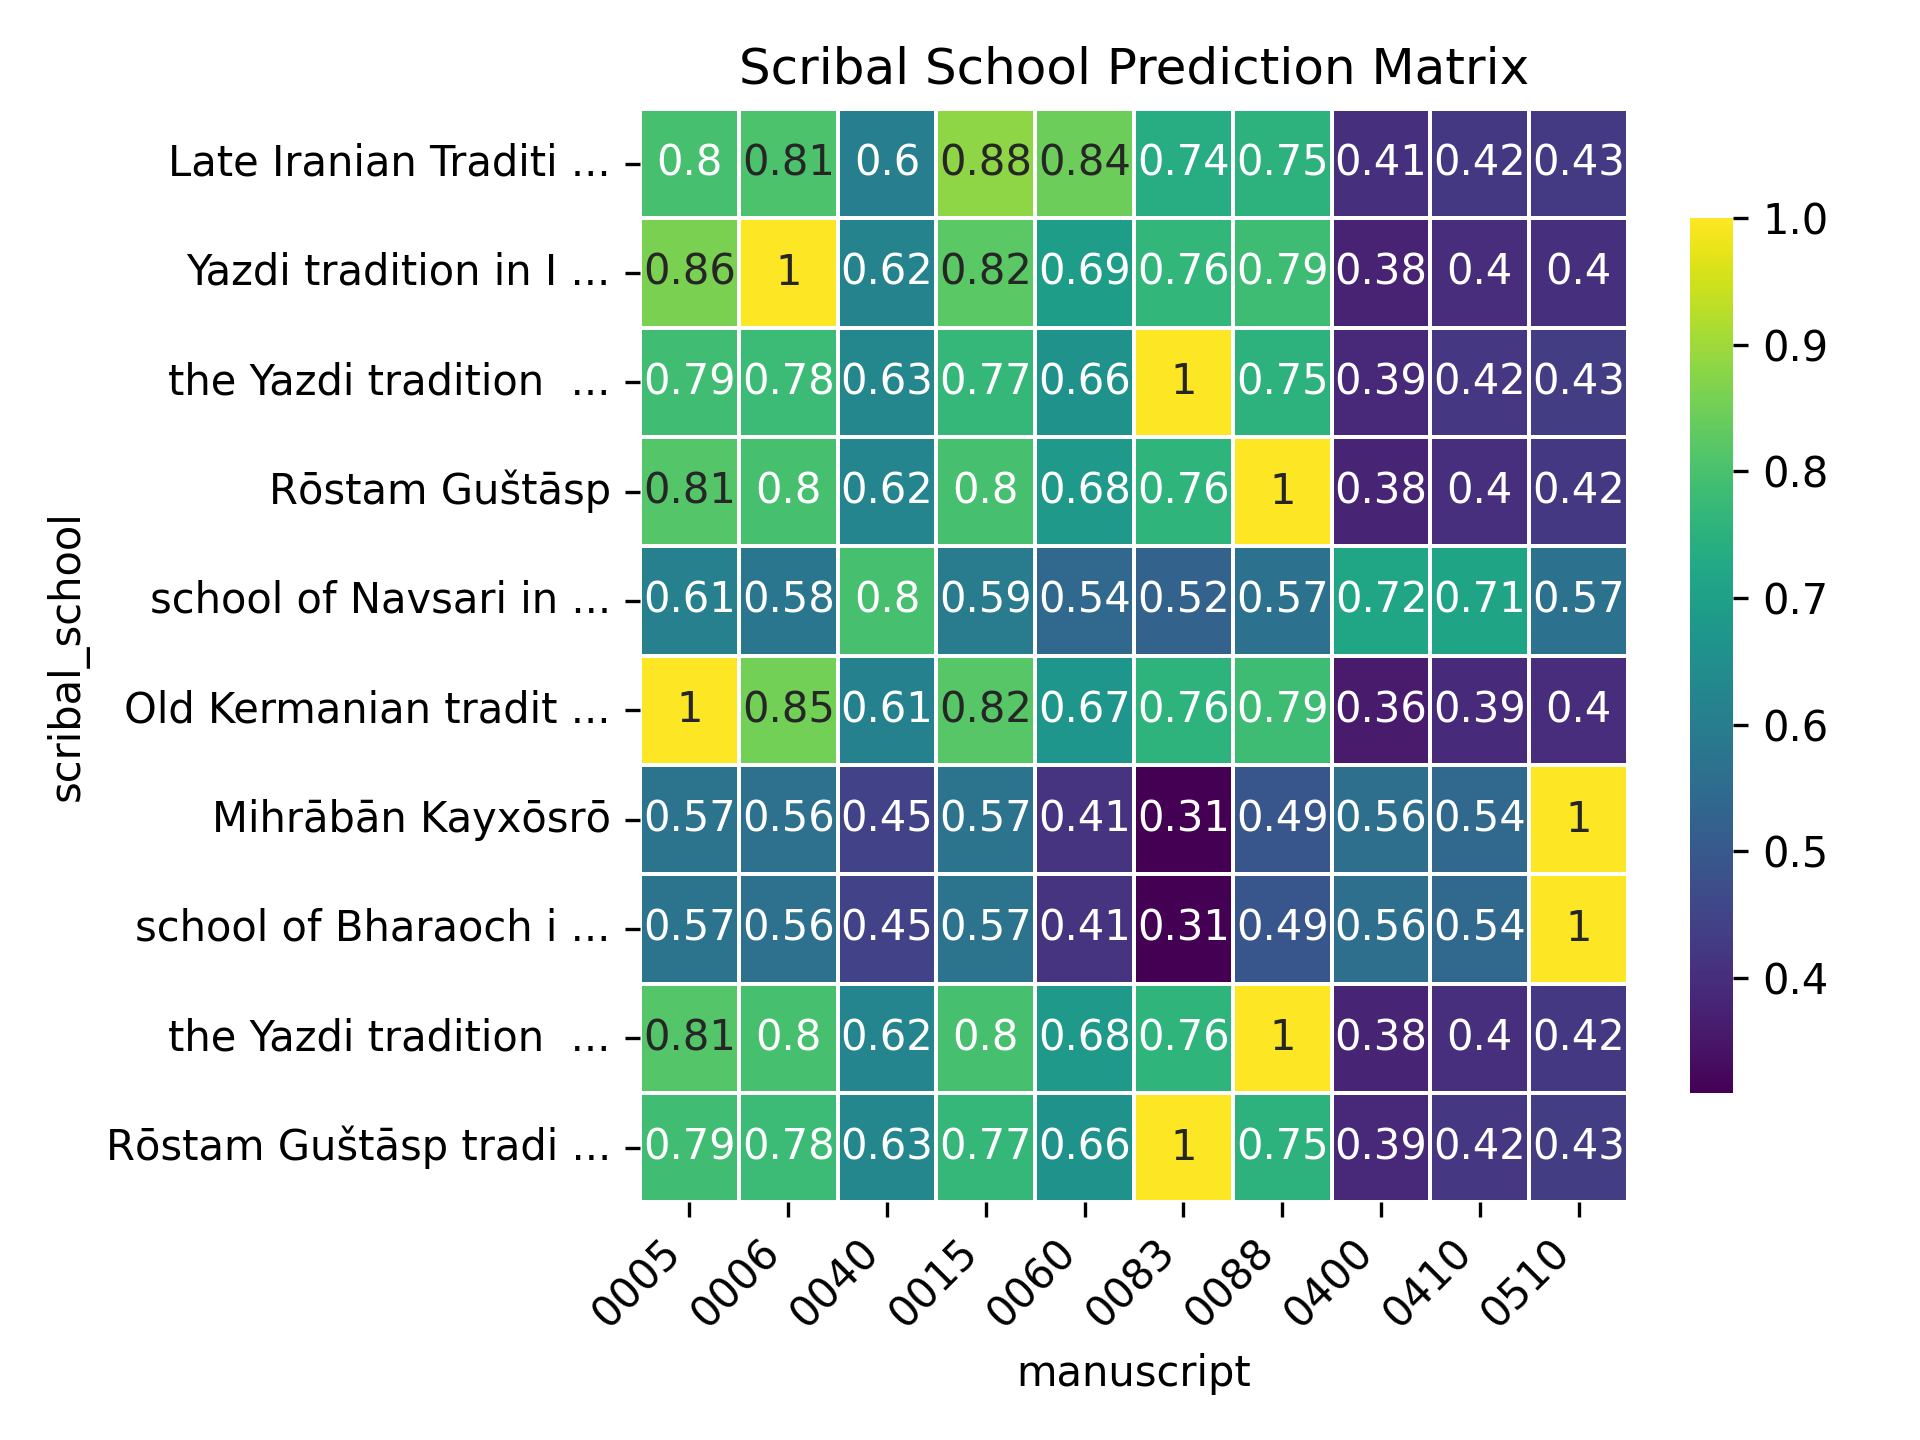 Scribal School Prediction Matrix
Late Iranian Traditi ... 0.8 0.81 0.6 0.88 0.84 0.74 0.75 0.41 0.42 0.43
Yazdi tradition in I ... 0.86 1 0.62 0.82 0.69 0.76 0.79 0.38 0.4 0.4
the Yazdi tradition  ... 0.79 0.78 0.63 0.77 0.66 1 0.75 0.39 0.42 0.43
Rōstam Guštāsp 0.81 0.8 0.62 0.8 0.68 0.76 1 0.38 0.4 0.42
school of Navsari in ... 0.61 0.58 0.8 0.59 0.54 0.52 0.57 0.72 0.71 0.57
Old Kermanian tradit ... 1 0.85 0.61 0.82 0.67 0.76 0.79 0.36 0.39 0.4
Mihrābān Kayxōsrō 0.57 0.56 0.45 0.57 0.41 0.31 0.49 0.56 0.54 1
school of Bharaoch i ... 0.57 0.56 0.45 0.57 0.41 0.31 0.49 0.56 0.54 1
the Yazdi tradition  ... 0.81 0.8 0.62 0.8 0.68 0.76 1 0.38 0.4 0.42
Rōstam Guštāsp tradi ... 0.79 0.78 0.63 0.77 0.66 1 0.75 0.39 0.42 0.43
scribal_school
0005 0006 0040 0015 0060 0083 0088 0400 0410 0510
manuscript
1.0
0.9
0.8
0.7
0.6
0.5
0.4